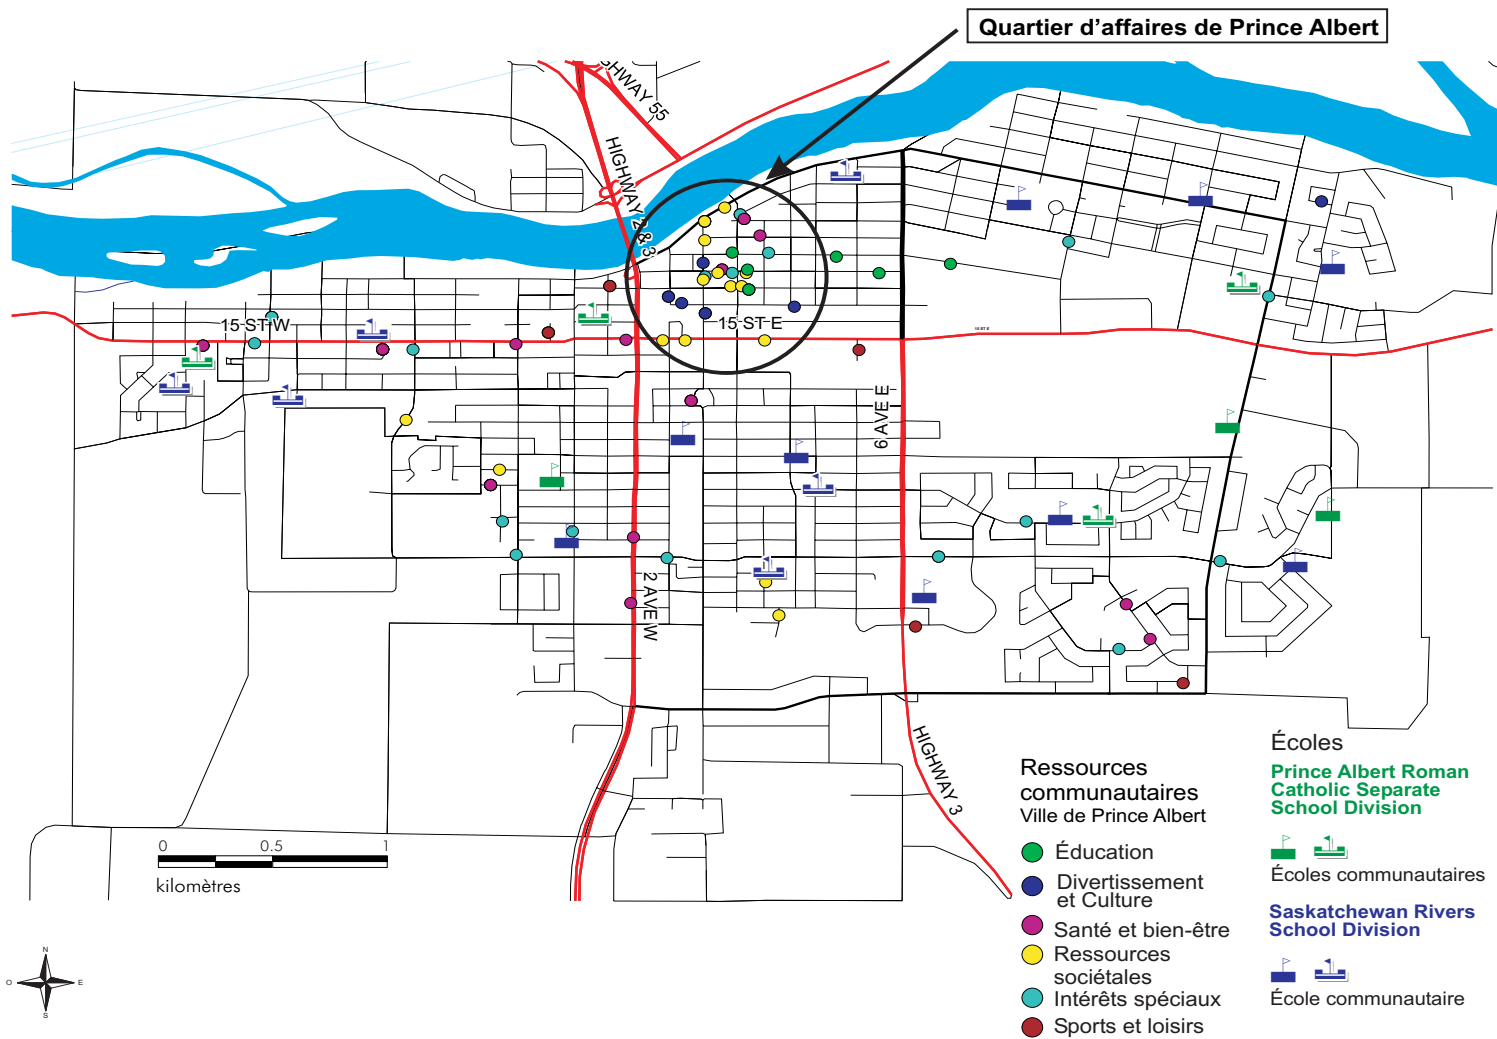 Quartier d’affaires de Prince Albert
GHWAY 55
HIGHWAY 2 & 3
15 ST W
15 ST E
15 ST E
6 AVE E
2 AVE W
HIGHWAY 3
0 0.5 1
kilomètres
N
O E
S
Ressources
communautaires
Ville de Prince Albert
Éducation
Divertissement
et Culture
Santé et bien-être
Ressources
sociétales
Intérêts spéciaux
Sports et loisirs
Écoles
Prince Albert Roman
Catholic Separate
School Division
Écoles communautaires
Saskatchewan Rivers
School Division
École communautaire